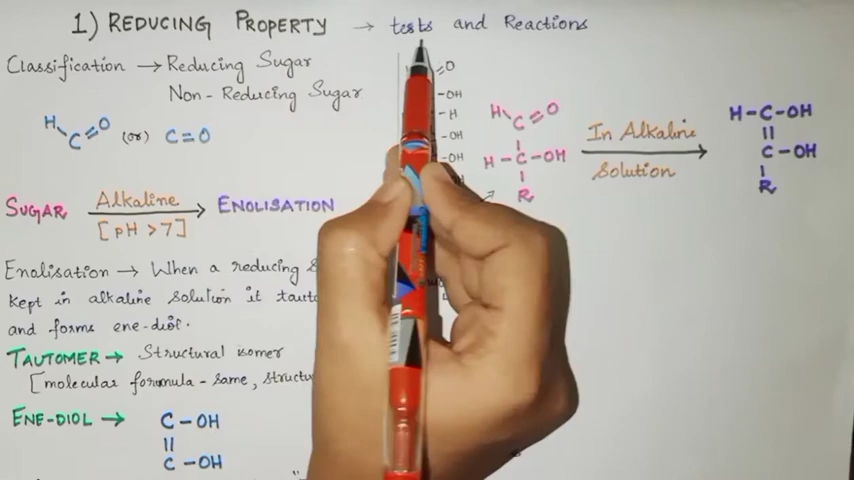 1) REDUCING PROPERTY → tests and Reactions
Classification → Reducing Sugar
Non-Reducing Sugar
H
C=O (or) C=O
SUGAR Alkaline → ENOLISATION
[pH >7]
Enolisation → When a reducing
kept in alkaline solution it
and forms ene-diol.
TAUTOMER → Structural isomer
[molecular formula - same,
ENE-DIOL → C-OH
||
C-OH
O
-OH
-H
-OH
-OH
H
C=O
H-C-OH
R
In Alkaline
Solution
H-C-OH
||
C-OH
R